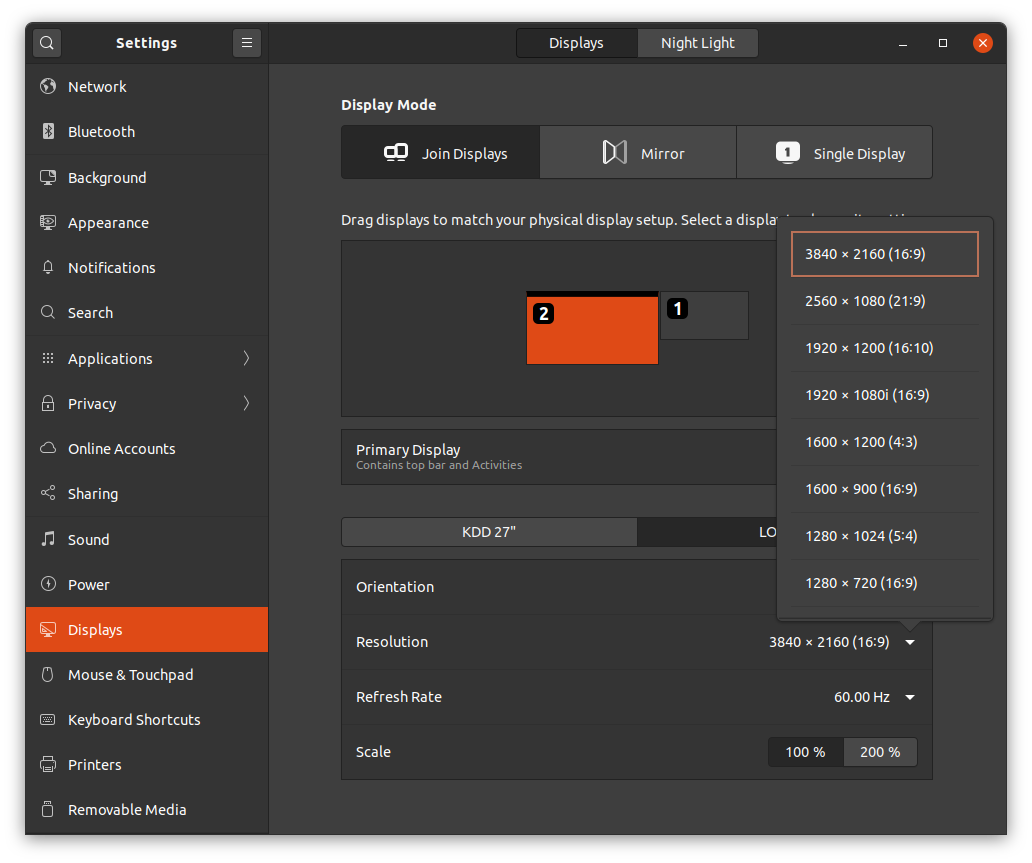 Settings
Displays
Night Light
Network
Bluetooth
Background
Appearance
Notifications
Search
Applications
Privacy
Online Accounts
Sharing
Sound
Power
Displays
Mouse & Touchpad
Keyboard Shortcuts
Printers
Removable Media
Display Mode
Join Displays
Mirror
1
Single Display
Drag displays to match your physical display setup. Select a display
2
1
Primary Display
Contains top bar and Activities
KDD 27"
LO
Orientation
Resolution
3840 × 2160 (16:9)
Refresh Rate
60.00 Hz
Scale
100 %
200 %
3840 × 2160 (16:9)
2560 × 1080 (21:9)
1920 × 1200 (16:10)
1920 × 1080i (16:9)
1600 × 1200 (4:3)
1600 × 900 (16:9)
1280 × 1024 (5:4)
1280 × 720 (16:9)